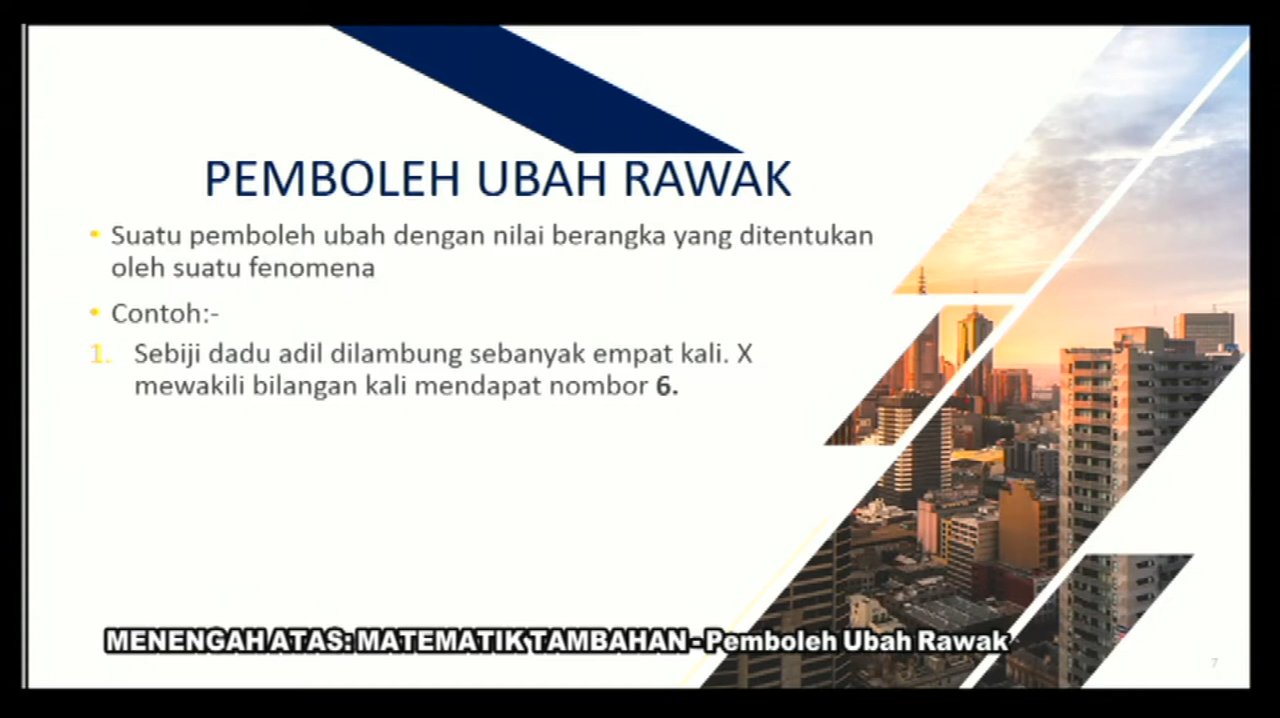 PEMBOLEH UBAH RAWAK
• Suatu pemboleh ubah dengan nilai berangka yang ditentukan
oleh suatu fenomena
• Contoh:-
1. Sebiji dadu adil dilambung sebanyak empat kali. X
mewakili bilangan kali mendapat nombor 6.
MENENGAH ATAS: MATEMATIK TAMBAHAN - Pemboleh Ubah Rawak
7